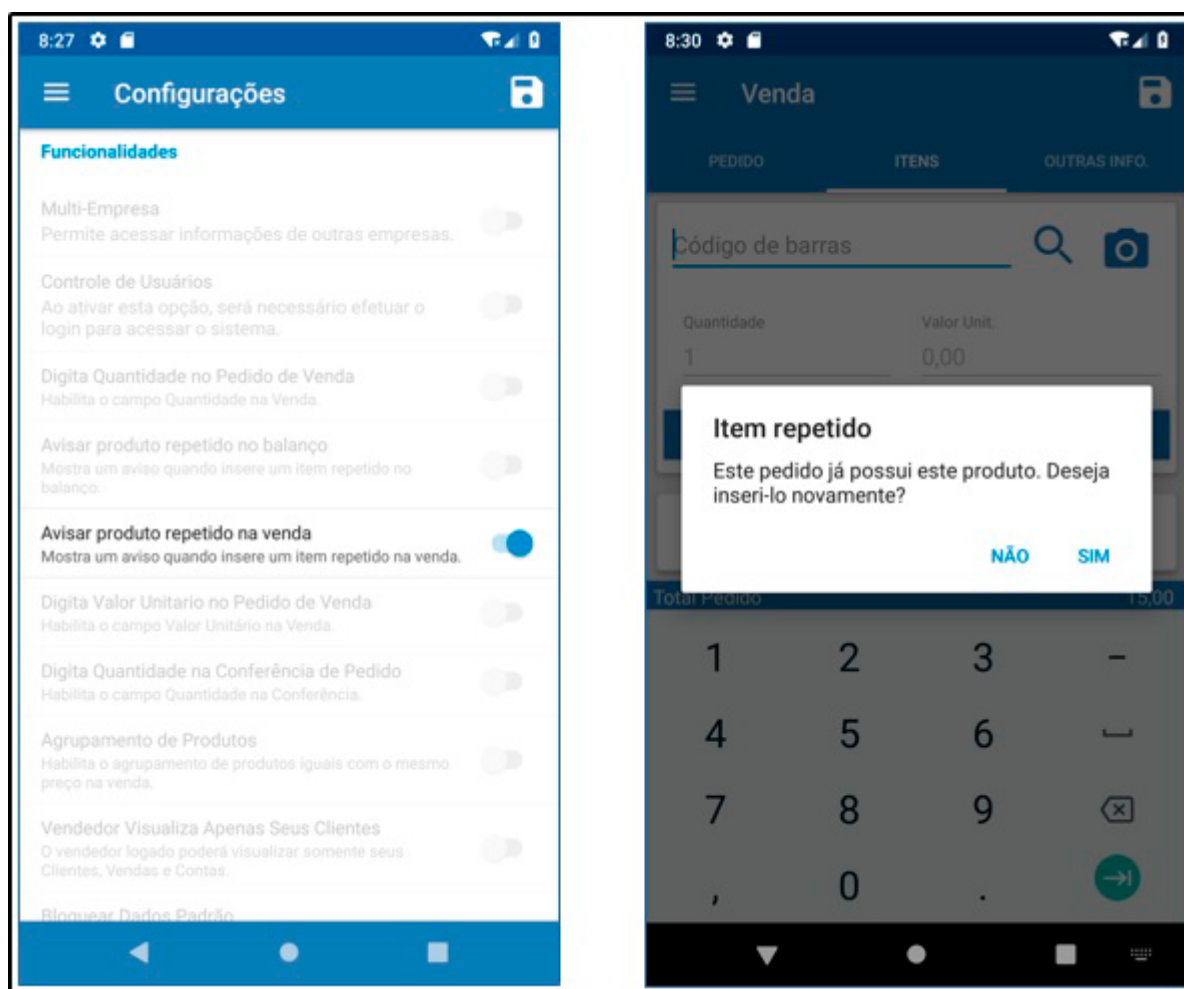 8:27
Configurações
Funcionalidades
Multi-Empresa
Permite acessar informações de outras empresas.
Controle de Usuários
Ao ativar esta opção, será necessário efetuar o
login para acessar o sistema.
Digita Quantidade no Pedido de Venda
Habilita o campo Quantidade na Venda.
Avisar produto repetido no balanço
Mostra um aviso quando insere um item repetido no
balanço.
Avisar produto repetido na venda
Mostra um aviso quando insere um item repetido na venda.
Digita Valor Unitario no Pedido de Venda
Habilita o campo Valor Unitário na Venda.
Digita Quantidade na Conferência de Pedido
Habilita o campo Quantidade na Conferência.
Agrupamento de Produtos
Habilita o agrupamento de produtos iguais com o mesmo
preço na venda.
Vendedor Visualiza Apenas Seus Clientes
O vendedor logado poderá visualizar somente seus
Clientes, Vendas e Contas.
Bloquear Dados Padrão
8:30
Venda
PEDIDO ITENS OUTRAS INFO.
Código de barras
Quantidade Valor Unit.
1 0,00
Item repetido
Este pedido já possui este produto. Deseja
inseri-lo novamente?
NÃO SIM
Total Pedido 15,00
1 2 3 -
4 5 6
7 8 9
, 0 .